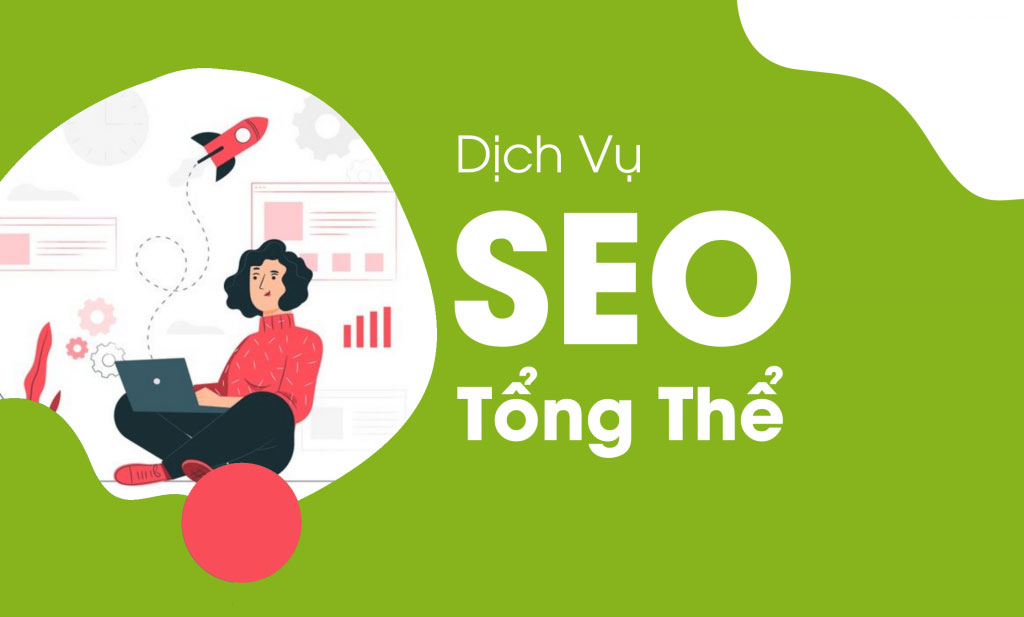 Dịch Vụ
SEO
Tổng Thể